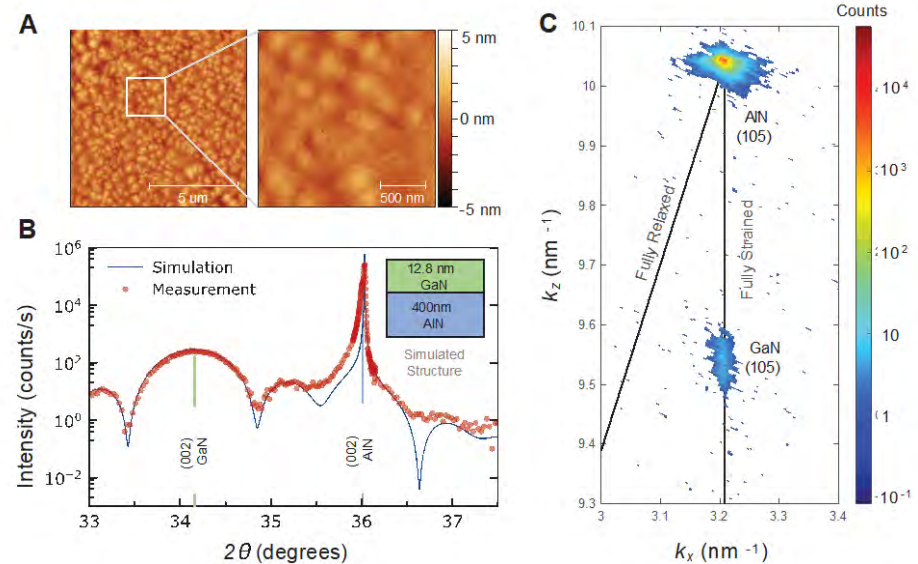 A
5 nm
0 nm
-5 nm
5 um
500 nm
B
10^6
10^4
10^2
10^0
10^-2
Intensity (counts/s)
Simulation
Measurement
12.8 nm
GaN
400nm
AlN
Simulated
Structure
(002)
GaN
(002)
AlN
33
34
35
36
37
2θ (degrees)
C
Counts
10.1
10
9.9
9.8
9.7
9.6
9.5
9.4
9.3
k_z (nm ^-1)
AlN
(105)
Fully Relaxed
Fully Strained
GaN
(105)
3
3.1
3.2
3.3
3.4
k_x (nm ^-1)
10^4
10^3
10^2
10
1
10^-1